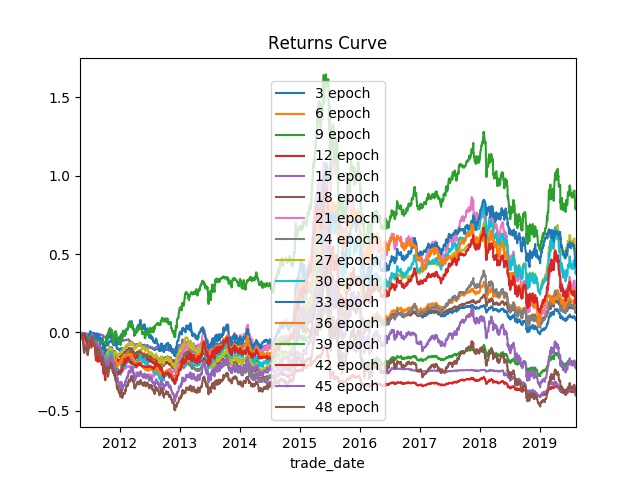 Returns Curve
1.5
1.0
0.5
0.0
−0.5
3 epoch
6 epoch
9 epoch
12 epoch
15 epoch
18 epoch
21 epoch
24 epoch
27 epoch
30 epoch
33 epoch
36 epoch
39 epoch
42 epoch
45 epoch
48 epoch
2012 2013 2014 2015 2016 2017 2018 2019
trade_date